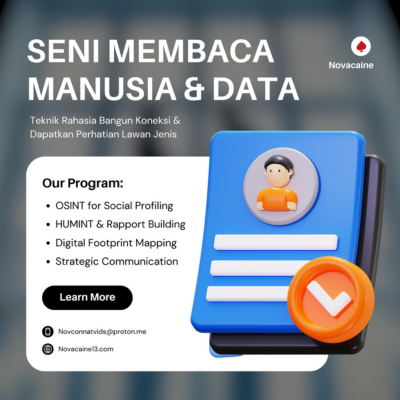 SENI MEMBACA
MANUSIA & DATA
Novacaine
Teknik Rahasia Bangun Koneksi &
Dapatkan Perhatian Lawan Jenis
Our Program:
• OSINT for Social Profiling
• HUMINT & Rapport Building
• Digital Footprint Mapping
• Strategic Communication
Learn More
Novconnatvids@proton.me
Novacaine13.com